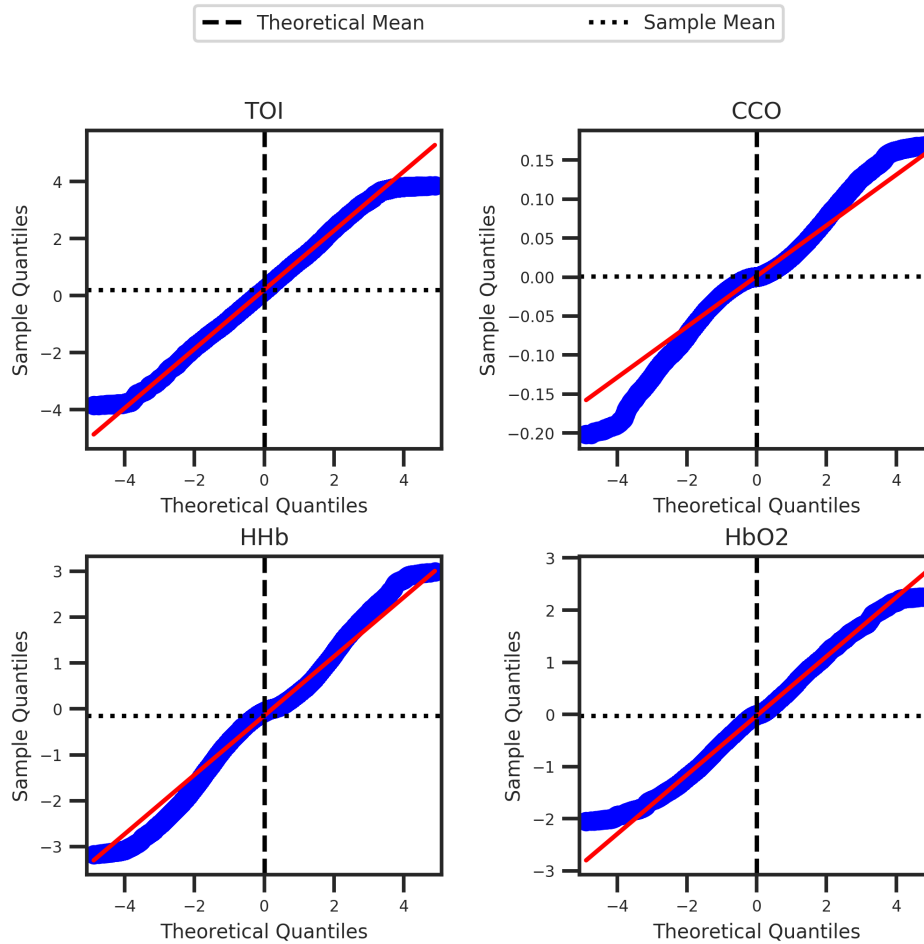 Theoretical Mean Sample Mean
TOI
4
2
0
−2
−4
Sample Quantiles
−4 −2 0 2 4
Theoretical Quantiles
CCO
0.15
0.10
0.05
0.00
−0.05
−0.10
−0.15
−0.20
Sample Quantiles
−4 −2 0 2 4
Theoretical Quantiles
HHb
3
2
1
0
−1
−2
−3
Sample Quantiles
−4 −2 0 2 4
Theoretical Quantiles
HbO2
3
2
1
0
−1
−2
−3
Sample Quantiles
−4 −2 0 2 4
Theoretical Quantiles